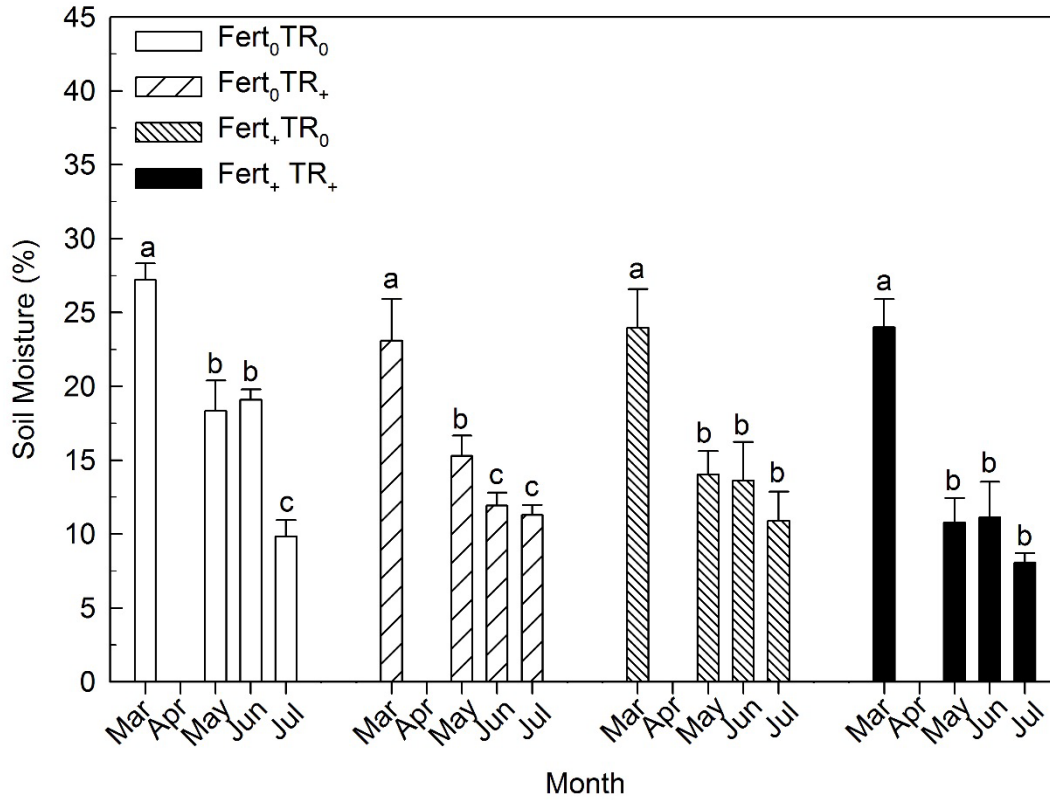 45
40
35
30
25
20
15
10
5
0
Soil Moisture (%)
Fert₀TR₀
Fert₀TR₊
Fert₊TR₀
Fert₊ TR₊
a
b
b
c
a
b
c
c
a
b
b
b
a
b
b
b
Mar Apr May Jun Jul Mar Apr May Jun Jul Mar Apr May Jun Jul Mar Apr May Jun Jul
Month